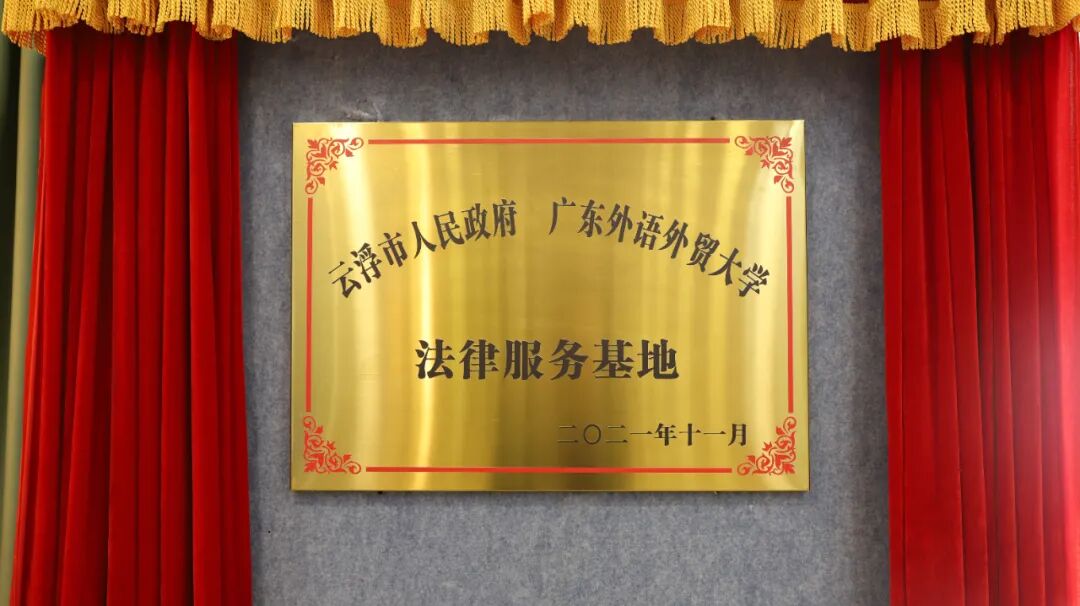 云浮市人民政府 广东外语外贸大学
法律服务基地
二〇二一年十一月